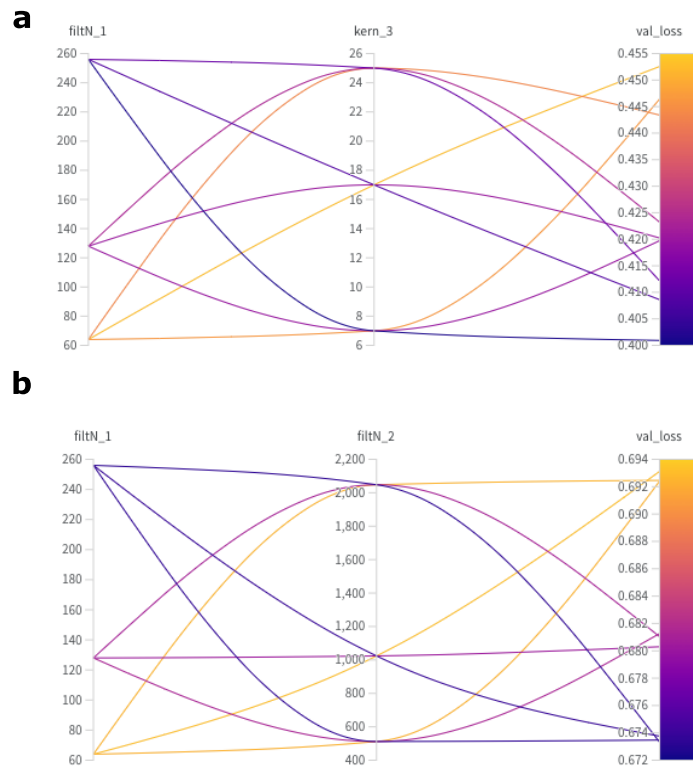 a
filtN_1 kern_3 val_loss
260 26 0.455
240 24 0.450
220 22 0.445
200 20 0.440
180 18 0.435
160 16 0.430
140 14 0.425
120 12 0.420
100 10 0.415
80 8 0.410
60 6 0.405
0.400
b
filtN_1 filtN_2 val_loss
260 2,200 0.694
240 2,000 0.692
220 1,800 0.690
200 1,600 0.688
180 1,400 0.686
160 1,200 0.684
140 1,000 0.682
120 800 0.680
100 600 0.678
80 400 0.676
60 0.674
0.672